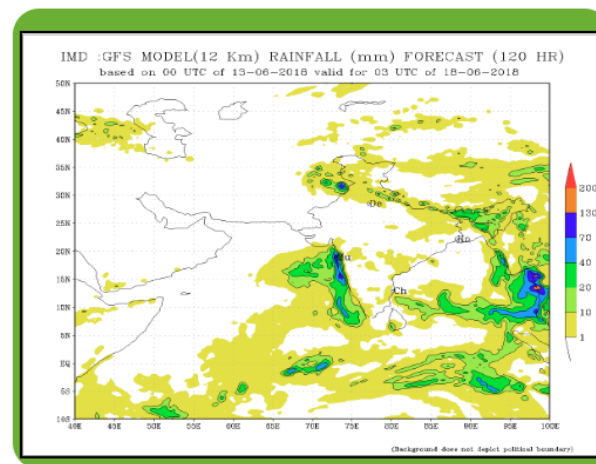 IMD :GFS MODEL(12 Km) RAINFALL (mm) FORECAST (120 HR)
based on 00 UTC of 13-06-2018 valid for 03 UTC of 18-06-2018
50N
45N
40N
35N
30N
25N
20N
15N
10N
5N
EQ
5S
10S
40E 45E 50E 55E 60E 65E 70E 75E 80E 85E 90E 95E 100E
De
Ch
200
130
70
40
20
10
1
(Background dows not depict political boundary)